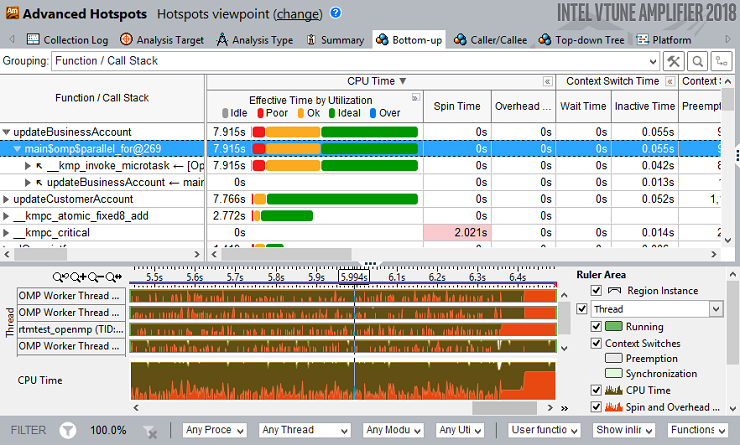 Advanced Hotspots Hotspots viewpoint (change) INTEL VTUNE AMPLIFIER 2018
Collection Log Analysis Target Analysis Type Summary Bottom-up Caller/Callee Top-down Tree Platform
Grouping: Function / Call Stack
Function / Call Stack
CPU Time Context Switch Time Context S
Effective Time by Utilization Spin Time Overhead ... Wait Time Inactive Time Preemp
Idle Poor Ok Ideal Over
updateBusinessAccount 7.915s 0s 0s 0s 0.055s 9
main$omp$parallel_for@269 7.915s 0s 0s 0s 0.055s 9
__kmp_invoke_microtask ← [Op 7.915s 0s 0s 0s 0.042s 8
updateBusinessAccount ← main 0s 0s 0s 0s 0.013s 1
updateCustomerAccount 7.766s 0s 0s 0s 0.052s 1,
__kmpc_atomic_fixed8_add 2.772s 0s 0s
__kmpc_critical 0s 2.021s 0s 0s 0.014s 2
5.5s 5.6s 5.7s 5.8s 5.9s 5.994s 6.1s 6.2s 6.3s 6.4s
Thread
OMP Worker Thread ...
OMP Worker Thread ...
rtmtest_openmp (TID:
OMP Worker Thread ...
CPU Time
Ruler Area
Region Instance
Thread
Running
Context Switches
Preemption
Synchronization
CPU Time
Spin and Overhead ...
FILTER 100.0% Any Proce Any Thread Any Modu Any Uti User functio Show inlir Functions